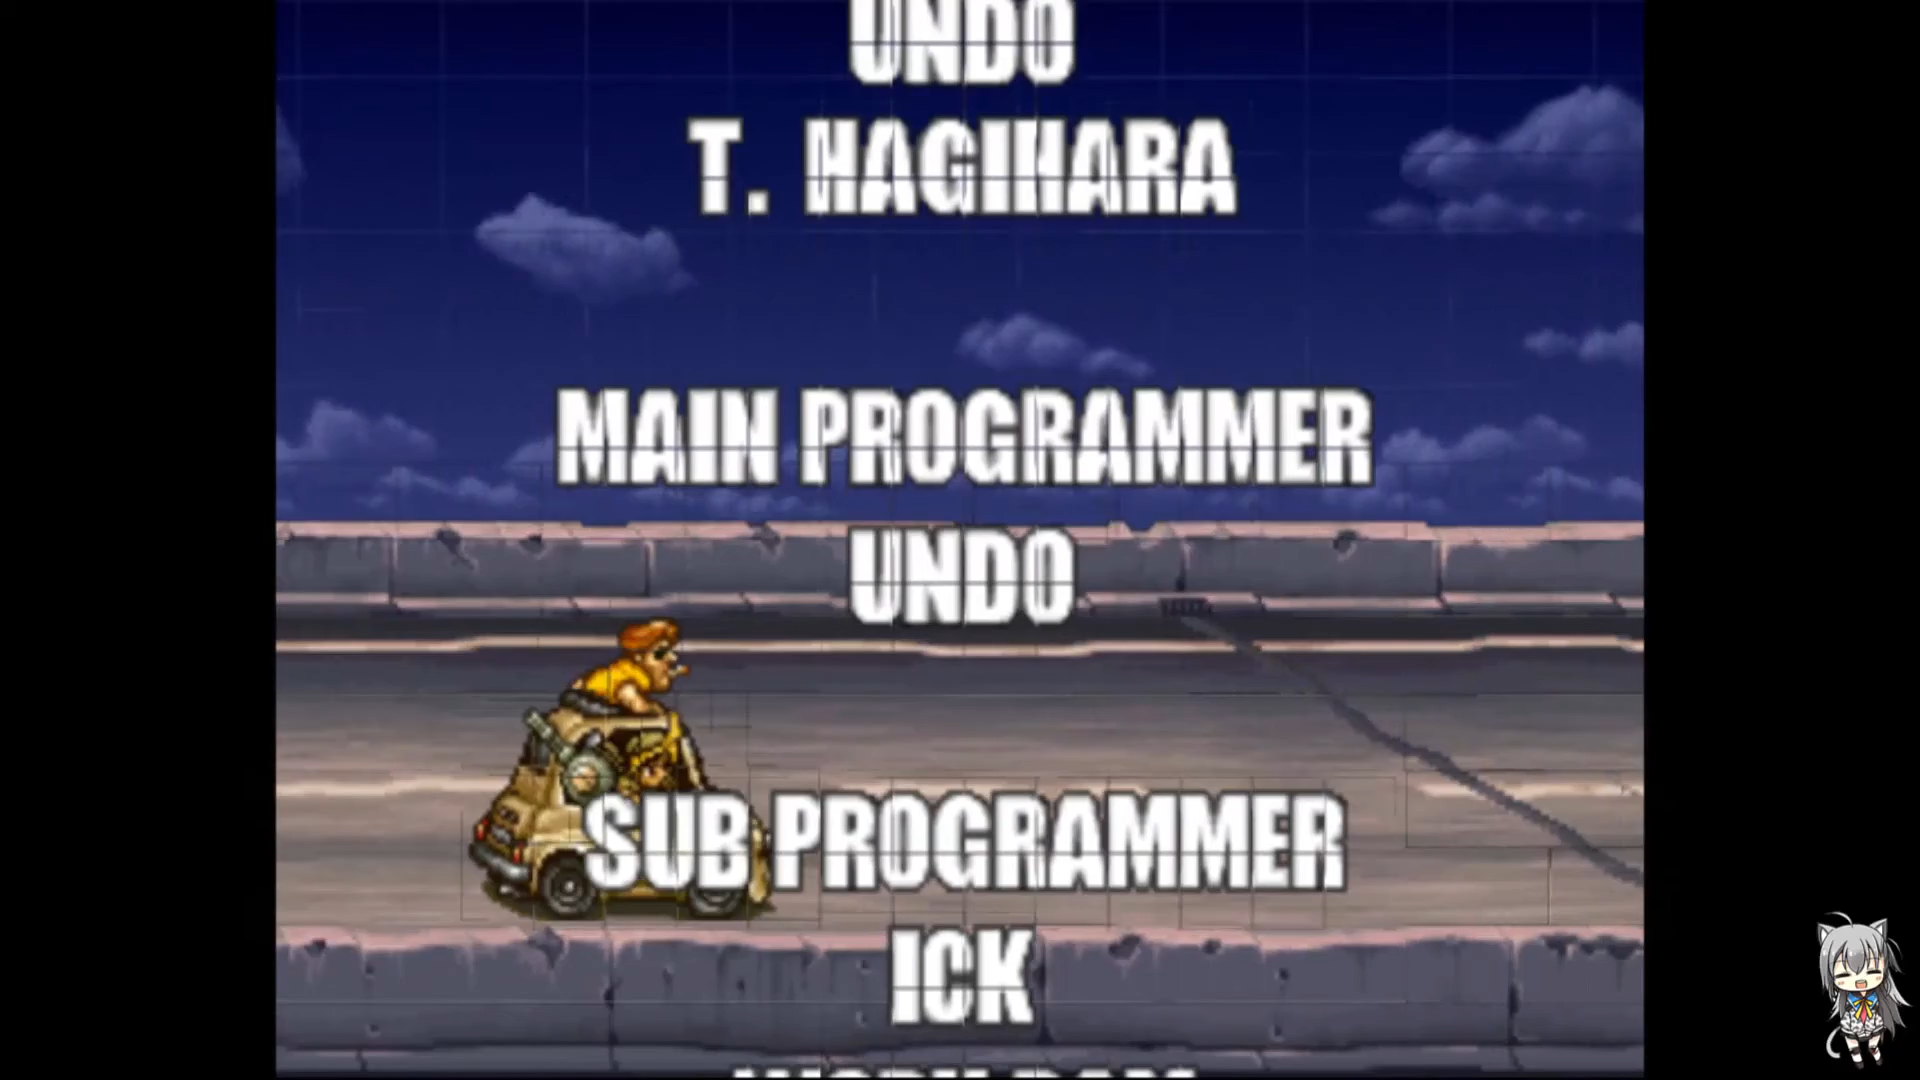 UNDO
T. HAGIHARA
MAIN PROGRAMMER
UNDO
SUB PROGRAMMER
ICK